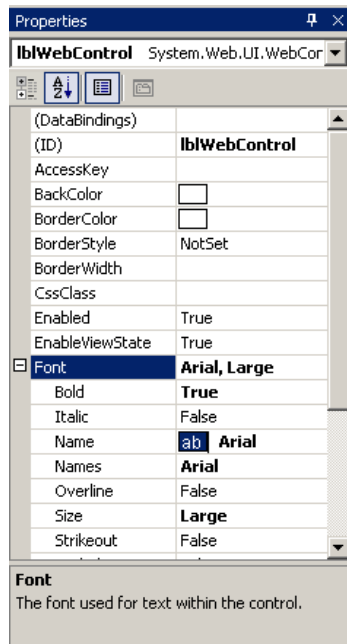 Properties
lblWebControl System.Web.UI.WebCor
(DataBindings)
(ID) lblWebControl
AccessKey
BackColor
BorderColor
BorderStyle NotSet
BorderWidth
CssClass
Enabled True
EnableViewState True
Font Arial, Large
Bold True
Italic False
Name ab Arial
Names Arial
Overline False
Size Large
Strikeout False
Font
The font used for text within the control.